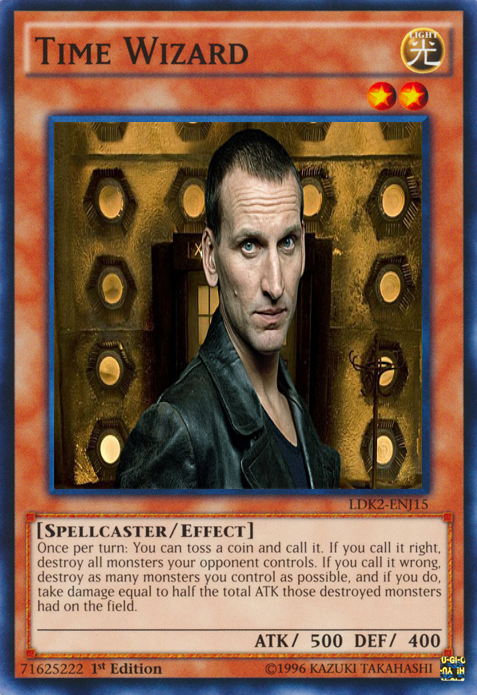 TIME WIZARD
LIGHT
光
LDK2-ENJ15
[SPELLCASTER/EFFECT]
Once per turn: You can toss a coin and call it. If you call it right,
destroy all monsters your opponent controls. If you call it wrong,
destroy as many monsters you control as possible, and if you do,
take damage equal to half the total ATK those destroyed monsters
had on the field.
ATK/ 500 DEF/ 400
71625222 1st Edition ©1996 KAZUKI TAKAHASHI